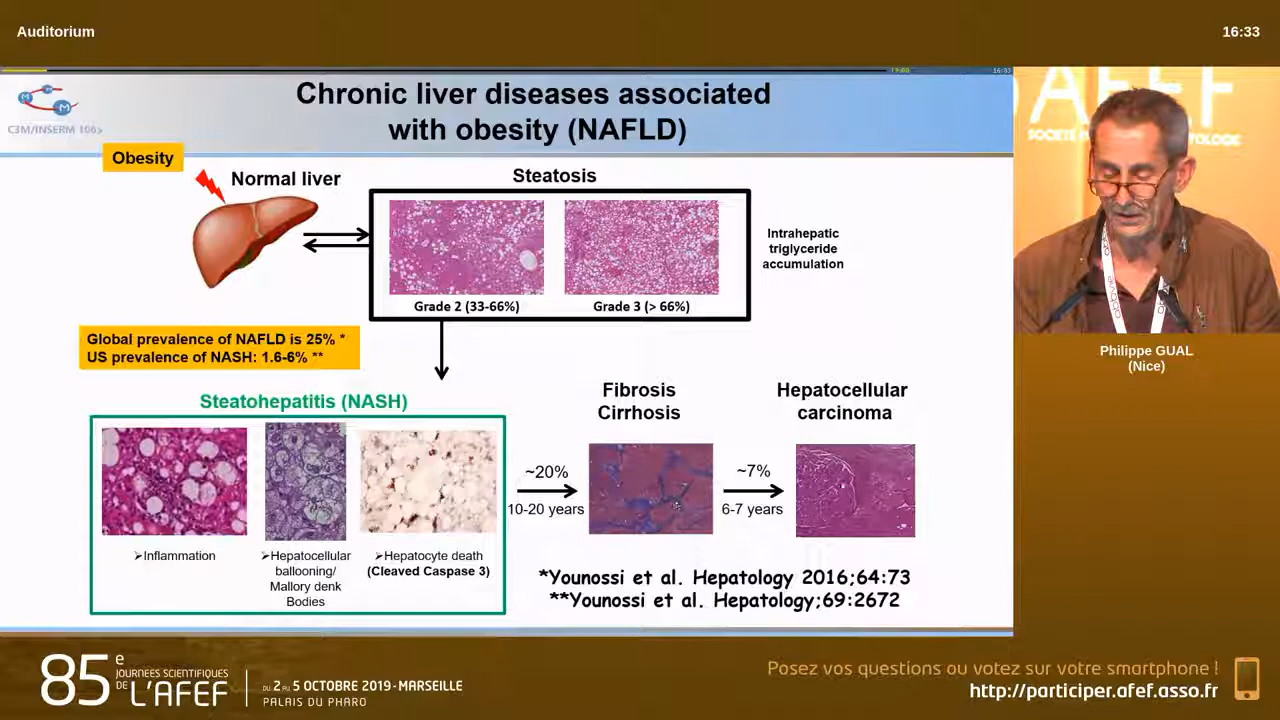 Auditorium
16:33
Chronic liver diseases associated
with obesity (NAFLD)
C3M/INSERM
Obesity
Normal liver
Steatosis
Grade 2 (33-66%)
Grade 3 (> 66%)
Intrahepatic
triglyceride
accumulation
Global prevalence of NAFLD is 25% *
US prevalence of NASH: 1.6-6% **
Steatohepatitis (NASH)
➢Inflammation
➢Hepatocellular
ballooning/
Mallory denk
Bodies
➢Hepatocyte death
(Cleaved Caspase 3)
~20%
10-20 years
Fibrosis
Cirrhosis
~7%
6-7 years
Hepatocellular
carcinoma
*Younossi et al. Hepatology 2016;64:73
**Younossi et al. Hepatology;69:2672
AFEF
abbvie
Philippe GUAL
(Nice)
85e JOURNÉES SCIENTIFIQUES
DE L'AFEF
DU 2 AU 5 OCTOBRE 2019 - MARSEILLE
PALAIS DU PHARO
Posez vos questions ou votez sur votre smartphone !
http://participer.afef.asso.fr